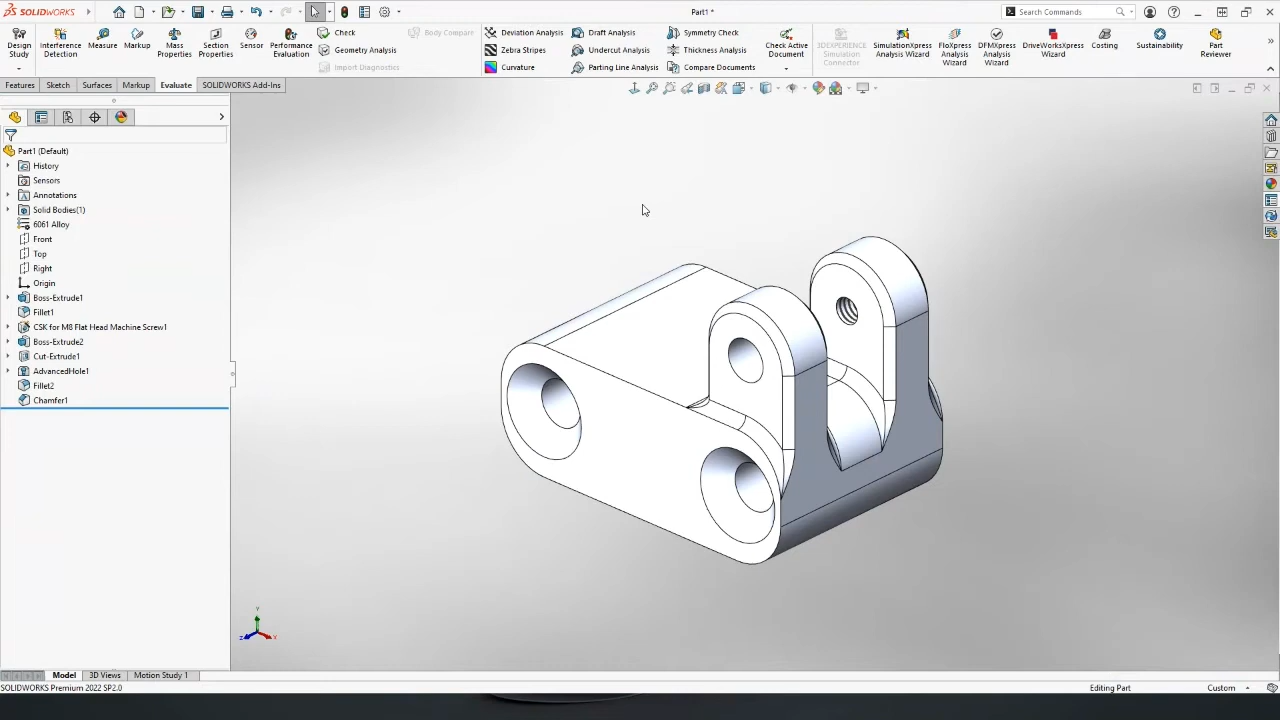 SOLIDWORKS
Part1 *
Search Commands
Design Study
Interference Detection
Measure
Markup
Mass Properties
Section Properties
Sensor
Performance Evaluation
Check
Geometry Analysis
Import Diagnostics
Body Compare
Deviation Analysis
Zebra Stripes
Curvature
Draft Analysis
Undercut Analysis
Parting Line Analysis
Symmetry Check
Thickness Analysis
Compare Documents
Check Active Document
3DEXPERIENCE Simulation Connector
SimulationXpress Analysis Wizard
FloXpress Analysis Wizard
DFMXpress Analysis Wizard
DriveWorksXpress Wizard
Costing
Sustainability
Part Reviewer
Features
Sketch
Surfaces
Markup
Evaluate
SOLIDWORKS Add-Ins
Part1 (Default)
History
Sensors
Annotations
Solid Bodies(1)
6061 Alloy
Front
Top
Right
Origin
Boss-Extrude1
Fillet1
CSK for M8 Flat Head Machine Screw1
Boss-Extrude2
Cut-Extrude1
AdvancedHole1
Fillet2
Chamfer1
Model
3D Views
Motion Study 1
SOLIDWORKS Premium 2022 SP2.0
Editing Part
Custom